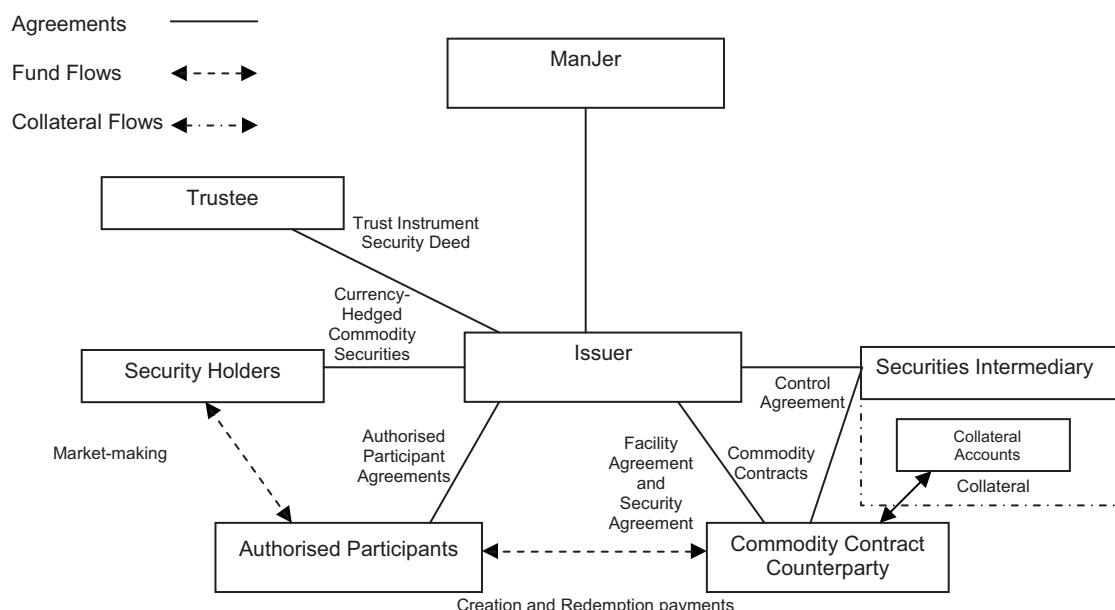 Agreements
Fund Flows
Collateral Flows
ManJer
Trustee
Trust Instrument
Security Deed
Currency-
Hedged
Commodity
Securities
Security Holders
Issuer
Securities Intermediary
Control
Agreement
Collateral
Accounts
Collateral
Market-making
Authorised
Participant
Agreements
Facility
Agreement
and
Security
Agreement
Commodity
Contracts
Authorised Participants
Commodity Contract
Counterparty
Creation and Redemption payments